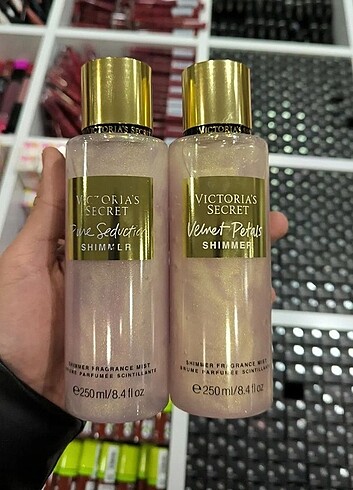 VICTORIA'S SECRET
VICTORIA'S
SECRET
Pure Seduction
SHIMMER
SHIMMER FRAGRANCE MIST
BRUME PARFUMÉE SCINTILLANTE
℮250 ml/8.4 fl oz
VICTORIA'S
VICTORIA'S
SECRET
Velvet Petals
SHIMMER
SHIMMER FRAGRANCE MIST
BRUME PARFUMÉE SCINTILLANTE
℮250 ml/8.4 fl oz